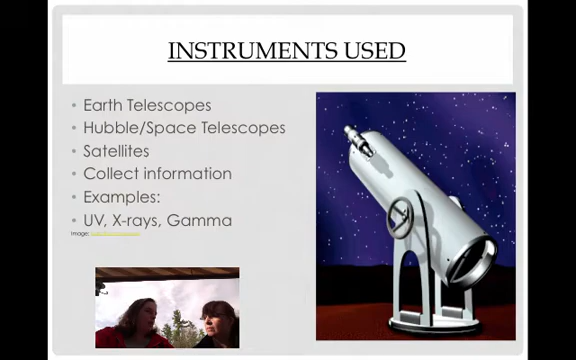 INSTRUMENTS USED
• Earth Telescopes
• Hubble/Space Telescopes
• Satellites
• Collect information
• Examples:
• UV, X-rays, Gamma
Image: